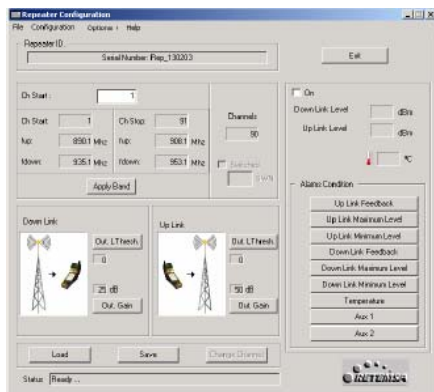 Repeater Configuration
File Configuration Options Help
Repeater ID.
Serial Number: Rep_130203
Exit
Ch Start : 1
Ch Start 1 Ch Stop: 91
fup: 890.1 Mhz fup: 908.1 Mhz
fdown: 935.1 Mhz fdown: 953.1 Mhz
Apply Band
Channels
90
Switches
On
Down Link Level dBm
Up Link Level dBm
ºC
Alarms Condition
Up Link Feedback
Up Link Maximum Level
Up Link Minimum Level
Down Link Feedback
Down Link Maximum Level
Down Link Minimum Level
Temperature
Aux 1
Aux 2
Down Link
Out. LThresh.
0
25 dB
Out. Gain
Up Link
Out. LThresh.
0
50 dB
Out. Gain
Load
Save
Change Channel
Status Ready ...
RETEMSA